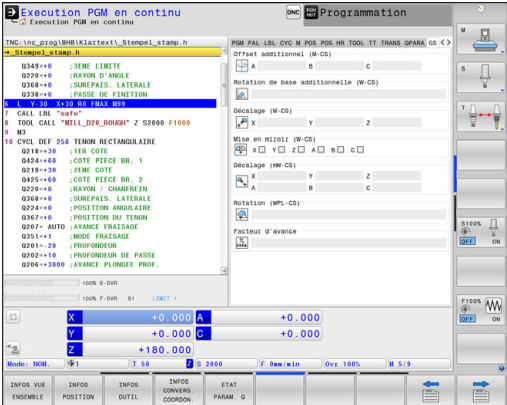 Execution PGM en continu
Execution PGM en continu
DNC
Programmation
TNC:\nc_prog\BHB\Klartext\_Stempel_stamp.h
→_Stempel_stamp.h
Q349=+0 ;3EME LIMITE
Q220=+0 ;RAYON D'ANGLE
Q368=+0 ;SUREPAIS. LATERALE
Q338=+0 ;PASSE DE FINITION
6 L Y-30 X+30 R0 FMAX M99
7 CALL LBL "safe"
8 TOOL CALL "MILL_D20_ROUGH" Z S2000 F1000
9 M3
10 CYCL DEF 256 TENON RECTANGULAIRE
Q218=+30 ;1ER COTE
Q424=+60 ;COTE PIECE BR. 1
Q219=+30 ;2EME COTE
Q425=+60 ;COTE PIECE BR. 2
Q220=+0 ;RAYON / CHANFREIN
Q368=+0 ;SUREPAIS. LATERALE
Q224=+0 ;POSITION ANGULAIRE
Q367=+0 ;POSITION DU TENON
Q207= AUTO ;AVANCE FRAISAGE
Q351=+1 ;MODE FRAISAGE
Q201=-20 ;PROFONDEUR
Q202=+10 ;PROFONDEUR DE PASSE
Q206=+3000 ;AVANCE PLONGEE PROF.
100% S-OVR
100% F-OVR S1 LIMIT 1
PGM PAL LBL CYC M POS POS HR TOOL TT TRANS QPARA GS
Offset additionnel (M-CS)
A B C
Rotation de base additionnelle (W-CS)
Décalage (W-CS)
X Y Z
Mise en miroir (W-CS)
X Y Z A B C
Décalage (mW-CS)
X Y Z
A B C
Rotation (WPL-CS)
Facteur d'avance
X +0.000 A +0.000
Y +0.000 C +0.000
Z +180.000
Mode: NOM. 1 T 50 Z S 2000 F 0mm/min Ovr 100% M 5/9
INFOS VUE ENSEMBLE
INFOS POSITION
INFOS OUTIL
INFOS CONVERS. COORDON.
ETAT PARAM. Q
M
S
T
S100%
OFF ON
F100%
OFF ON